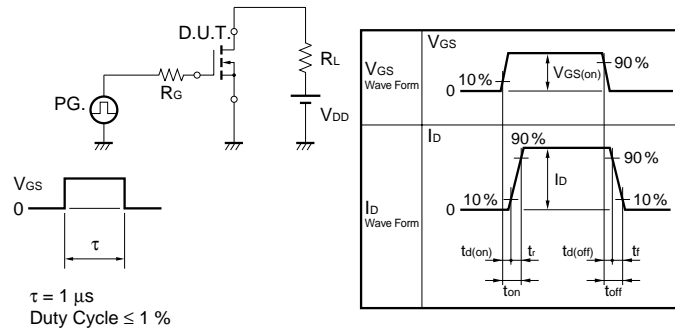 D.U.T.
RL
RG
PG.
VDD
VGS
0
τ
τ = 1 μs
Duty Cycle ≤ 1 %
VGS
VGS
Wave Form
10 %
0
VGS(on)
90 %
ID
90 %
90 %
ID
Wave Form
ID
10 %
0
10 %
td(on)
tr
td(off)
tf
ton
toff